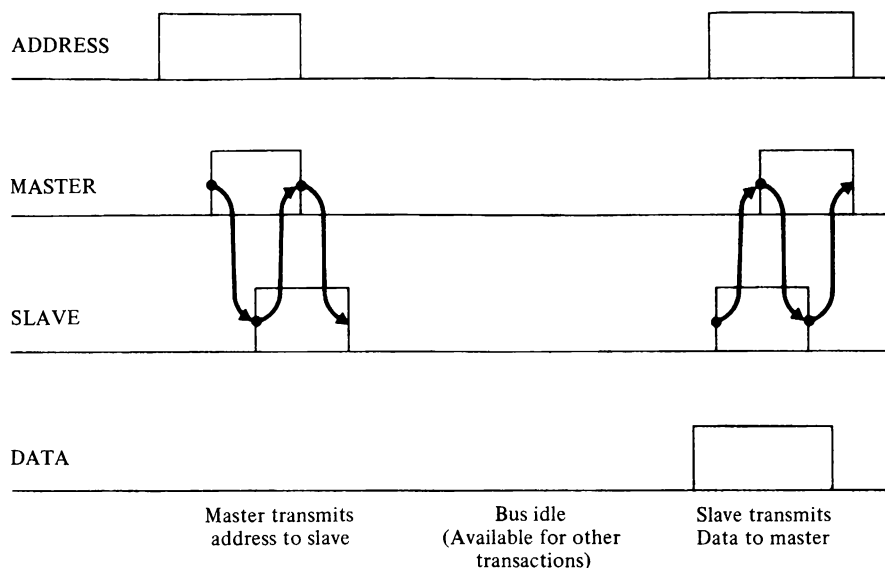 ADDRESS
MASTER
SLAVE
DATA
Master transmits
address to slave
Bus idle
(Available for other
transactions)
Slave transmits
Data to master